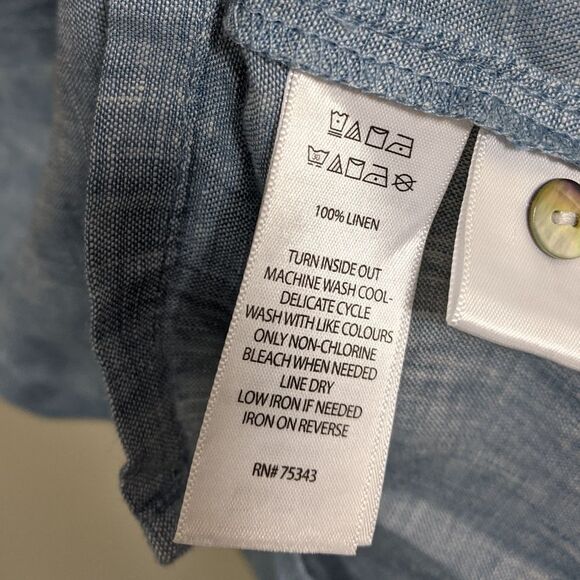 30
100% LINEN
TURN INSIDE OUT
MACHINE WASH COOL-
DELICATE CYCLE
WASH WITH LIKE COLOURS
ONLY NON-CHLORINE
BLEACH WHEN NEEDED
LINE DRY
LOW IRON IF NEEDED
IRON ON REVERSE
RN# 75343